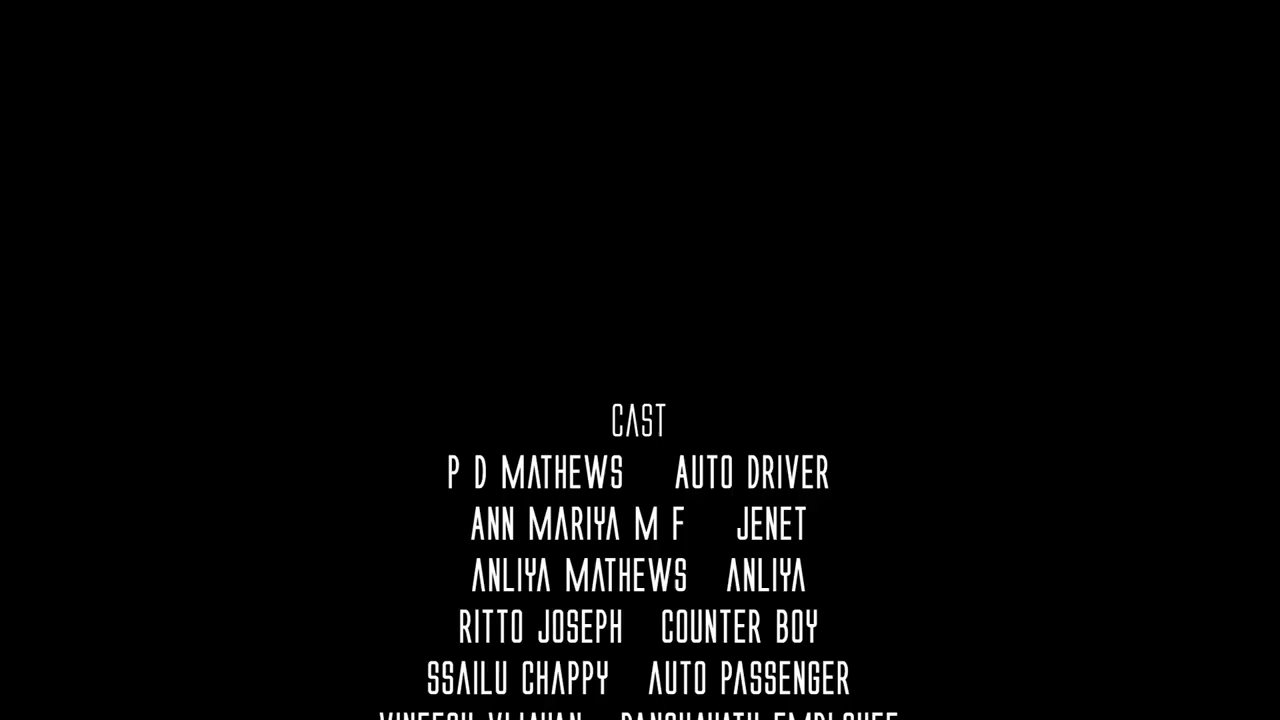 CAST
P D MATHEWS AUTO DRIVER
ANN MARIYA M F JENET
ANLIYA MATHEWS ANLIYA
RITTO JOSEPH COUNTER BOY
SSAILU CHAPPY AUTO PASSENGER